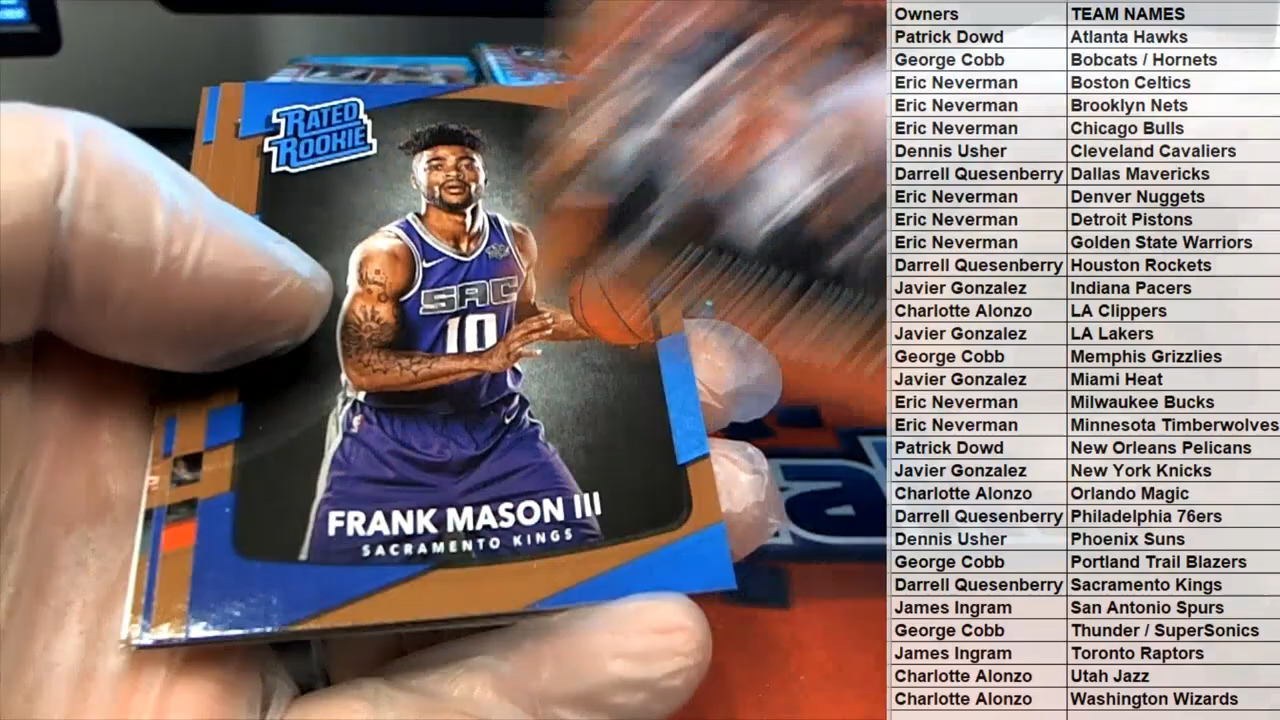 RATED
ROOKIE
SAC
10
FRANK MASON III
SACRAMENTO KINGS
Owners TEAM NAMES
Patrick Dowd Atlanta Hawks
George Cobb Bobcats / Hornets
Eric Neverman Boston Celtics
Eric Neverman Brooklyn Nets
Eric Neverman Chicago Bulls
Dennis Usher Cleveland Cavaliers
Darrell Quesenberry Dallas Mavericks
Eric Neverman Denver Nuggets
Eric Neverman Detroit Pistons
Eric Neverman Golden State Warriors
Darrell Quesenberry Houston Rockets
Javier Gonzalez Indiana Pacers
Charlotte Alonzo LA Clippers
Javier Gonzalez LA Lakers
George Cobb Memphis Grizzlies
Javier Gonzalez Miami Heat
Eric Neverman Milwaukee Bucks
Eric Neverman Minnesota Timberwolves
Patrick Dowd New Orleans Pelicans
Javier Gonzalez New York Knicks
Charlotte Alonzo Orlando Magic
Darrell Quesenberry Philadelphia 76ers
Dennis Usher Phoenix Suns
George Cobb Portland Trail Blazers
Darrell Quesenberry Sacramento Kings
James Ingram San Antonio Spurs
George Cobb Thunder / SuperSonics
James Ingram Toronto Raptors
Charlotte Alonzo Utah Jazz
Charlotte Alonzo Washington Wizards